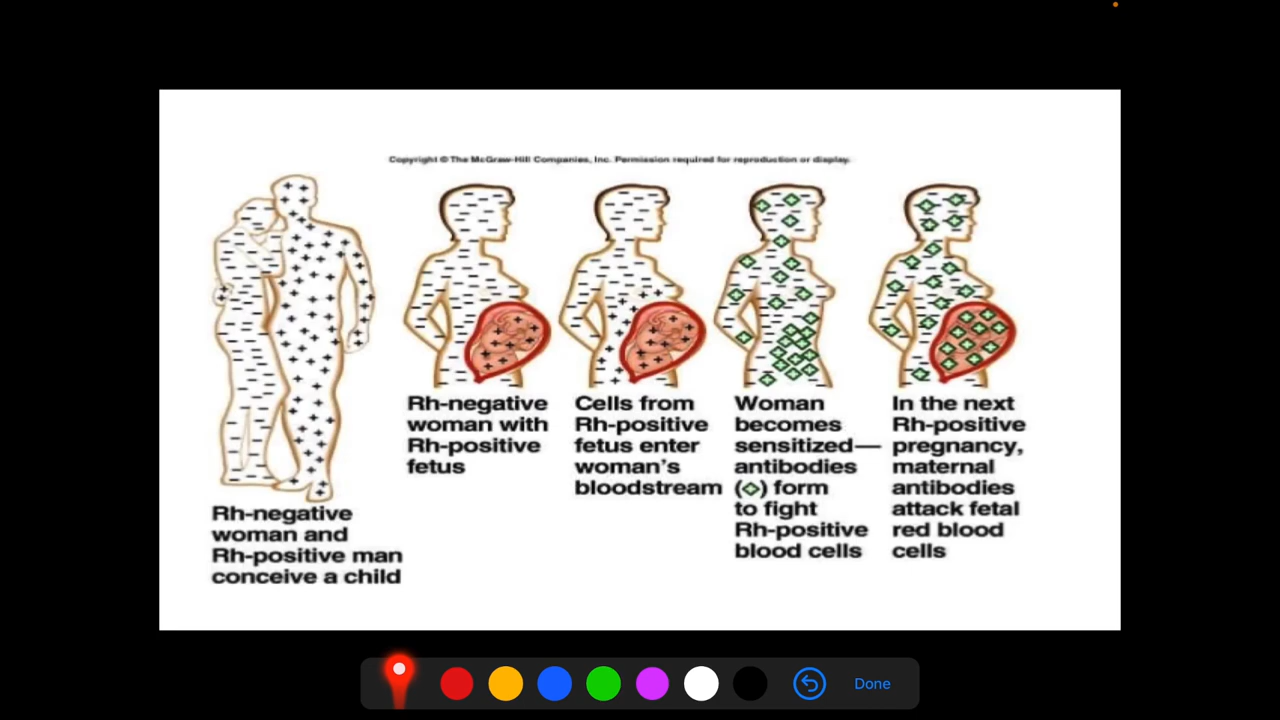 Copyright © The McGraw-Hill Companies, Inc. Permission required for reproduction or display.
Rh-negative
woman and
Rh-positive man
conceive a child
Rh-negative
woman with
Rh-positive
fetus
Cells from
Rh-positive
fetus enter
woman's
bloodstream
Woman
becomes
sensitized—
antibodies
( ) form
to fight
Rh-positive
blood cells
In the next
Rh-positive
pregnancy,
maternal
antibodies
attack fetal
red blood
cells
Done